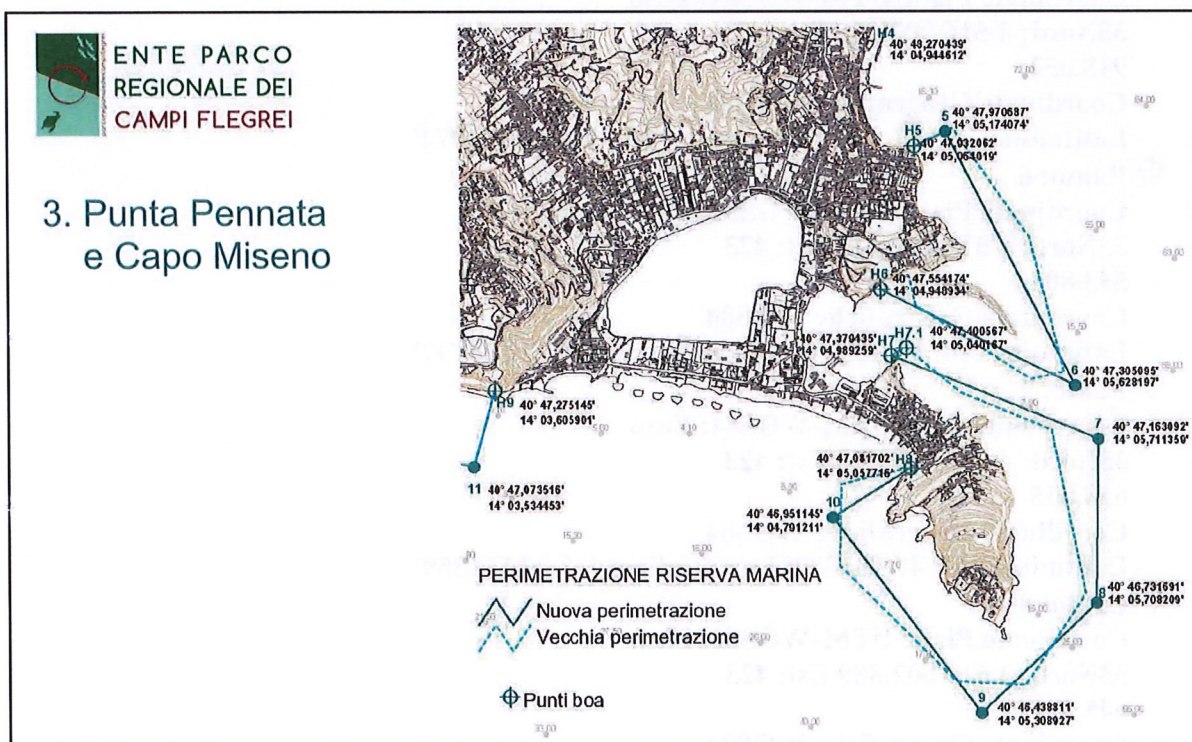 ENTE PARCO
REGIONALE DEI
CAMPI FLEGREI
3. Punta Pennata
e Capo Miseno
H4
40° 48,270439'
14° 04,944612'
5
40° 47,970687'
14° 05,174074'
H5
40° 47,032062'
14° 05,064019'
H6
40° 47,554174'
14° 04,948934'
H7.1
40° 47,400567'
14° 05,040167'
40° 47,379435'
14° 04,989259'
H7
6
40° 47,305095'
14° 05,628197'
7
40° 47,163092'
14° 05,711359'
H9
40° 47,275145'
14° 03,605901'
40° 47,081702'
14° 05,057716'
H8
11
40° 47,073516'
14° 03,534453'
10
40° 46,951145'
14° 04,791211'
8
40° 46,731691'
14° 05,708209'
9
40° 46,438811'
14° 05,308927'
PERIMETRAZIONE RISERVA MARINA
Nuova perimetrazione
Vecchia perimetrazione
Punti boa